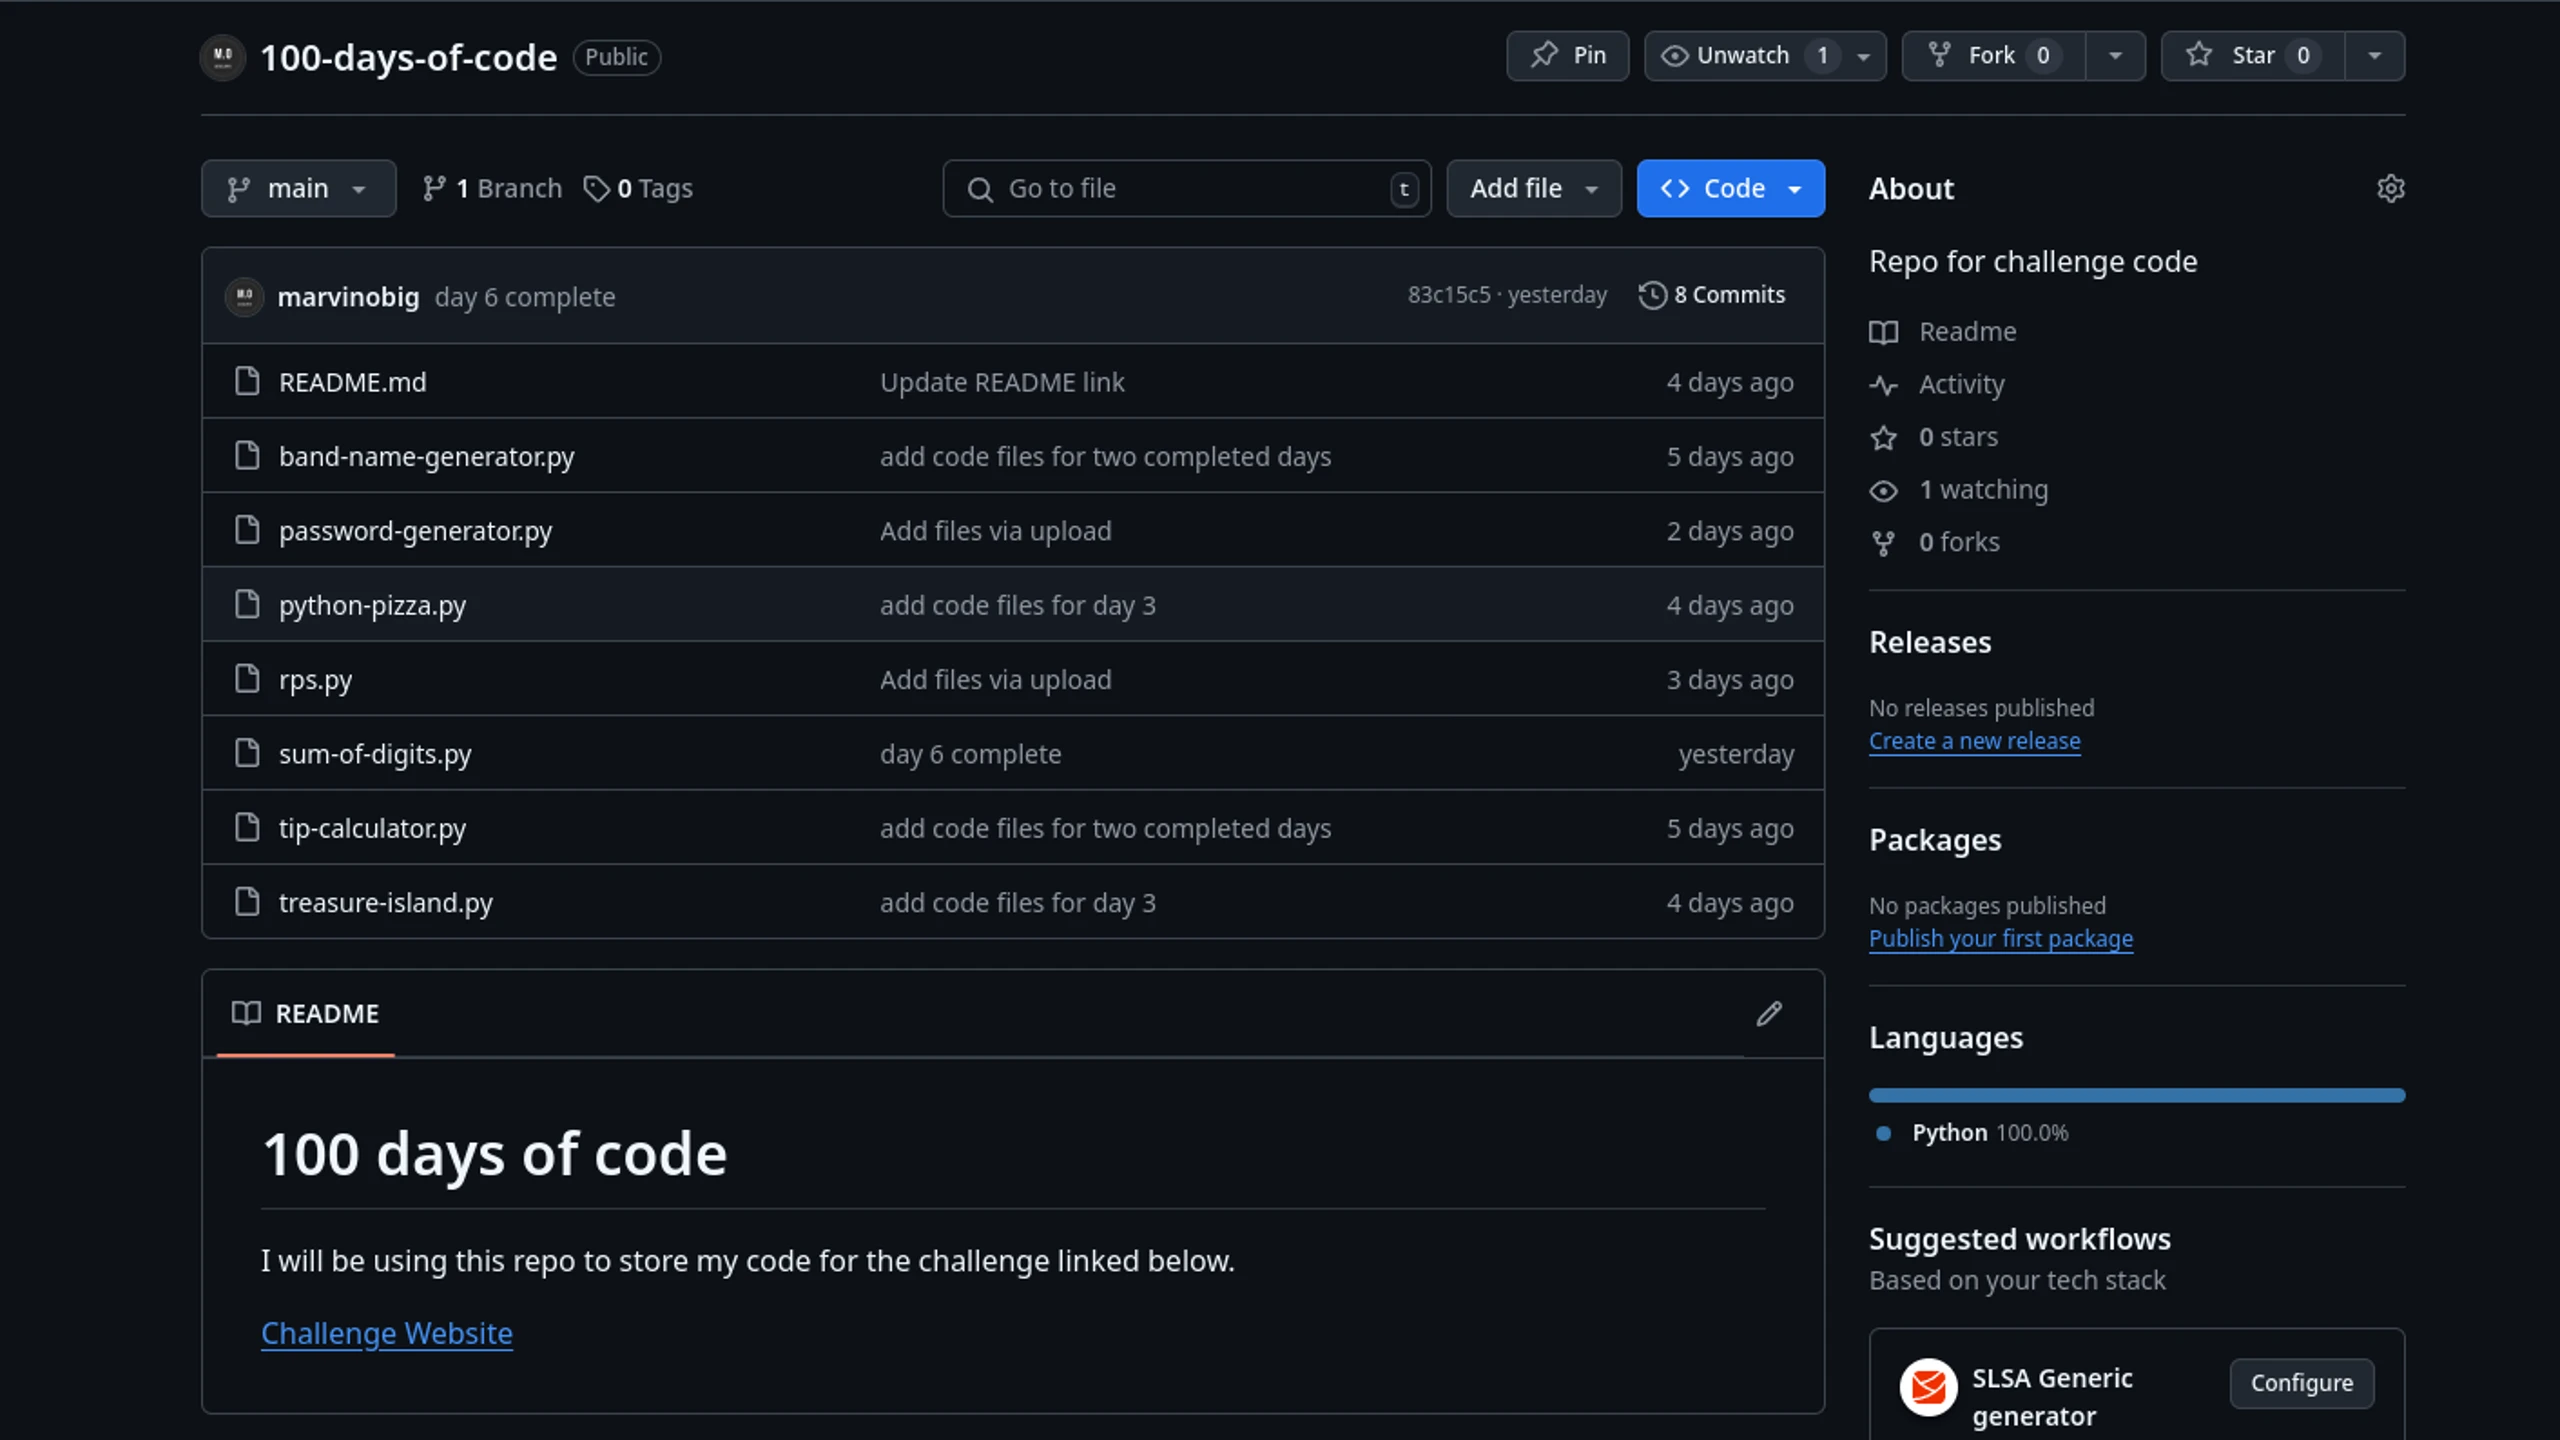 100-days-of-code Public
Pin
Unwatch 1
Fork 0
Star 0
main
1 Branch
0 Tags
Go to file
t
Add file
Code
marvinobig day 6 complete 83c15c5 · yesterday 8 Commits
README.md Update README link 4 days ago
band-name-generator.py add code files for two completed days 5 days ago
password-generator.py Add files via upload 2 days ago
python-pizza.py add code files for day 3 4 days ago
rps.py Add files via upload 3 days ago
sum-of-digits.py day 6 complete yesterday
tip-calculator.py add code files for two completed days 5 days ago
treasure-island.py add code files for day 3 4 days ago
README
100 days of code
I will be using this repo to store my code for the challenge linked below.
Challenge Website
About
Repo for challenge code
Readme
Activity
0 stars
1 watching
0 forks
Releases
No releases published
Create a new release
Packages
No packages published
Publish your first package
Languages
Python 100.0%
Suggested workflows
Based on your tech stack
SLSA Generic
generator
Configure